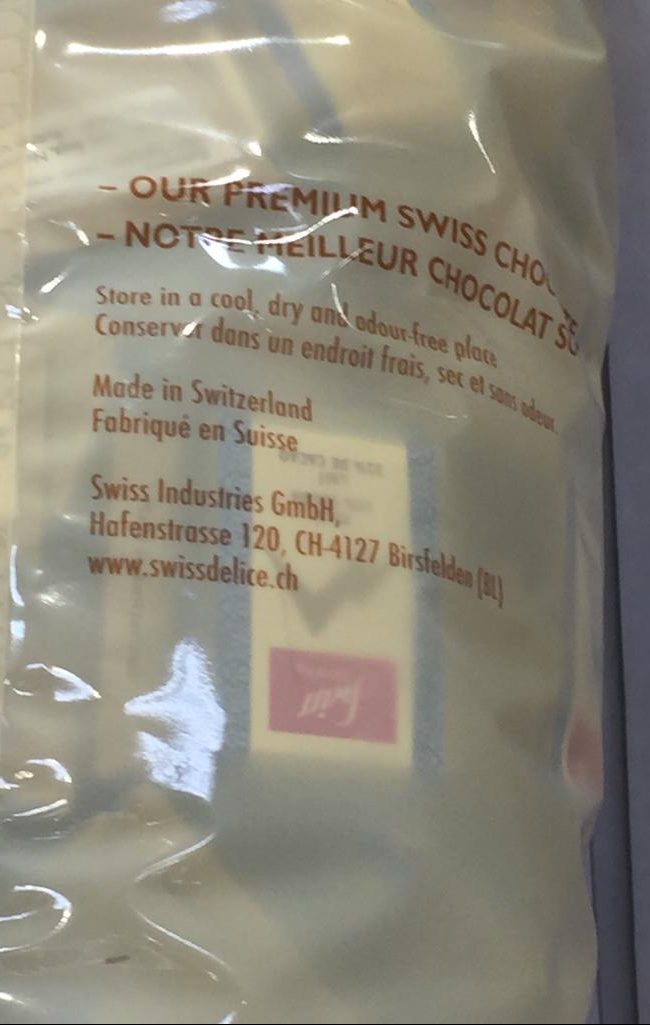 – OUR PREMIUM SWISS
– NOTRE MEILLEUR CHOCOLAT
Store in a cool, dry and odour-free place
Conserver dans un endroit frais, sec et sans odeur.
Made in Switzerland
Fabriqué en Suisse
Swiss Industries GmbH,
Hafenstrasse 120, CH-4127 Birsfelden (BL)
www.swissdelice.ch
Swiss